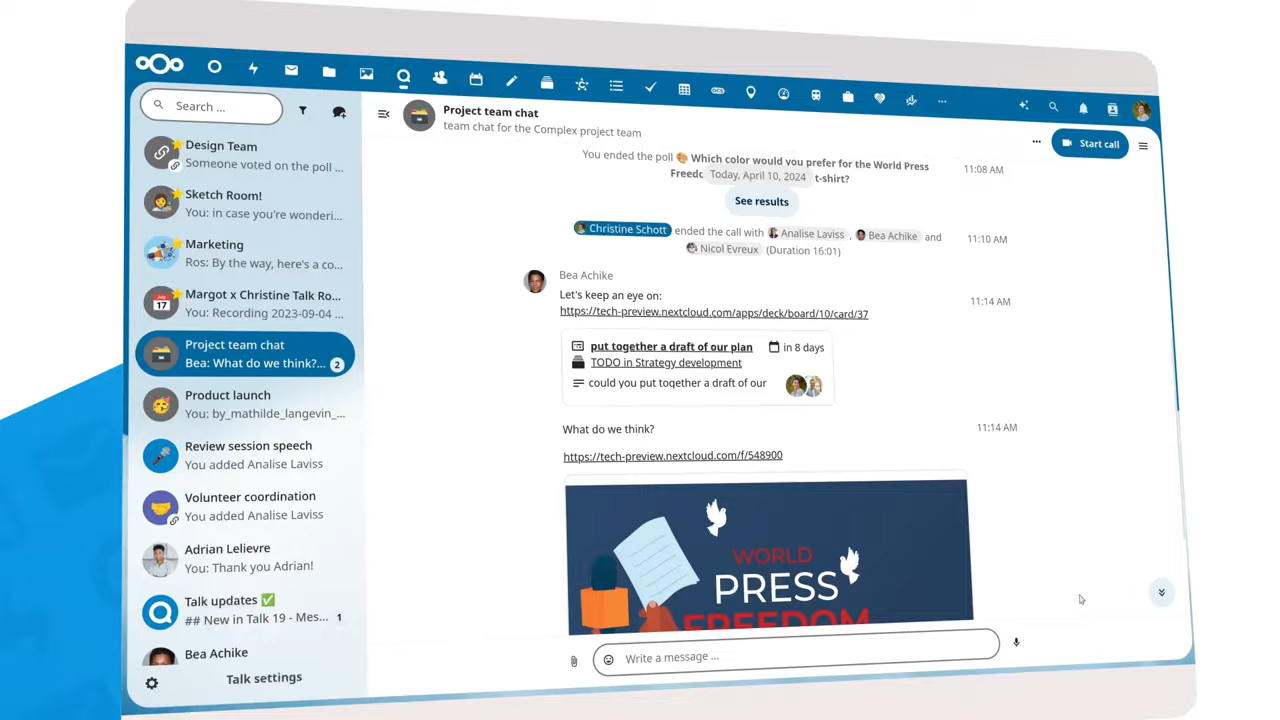 Search ...
Design Team
Someone voted on the poll ...
Sketch Room!
You: in case you're wonderi...
Marketing
Ros: By the way, here's a co...
Margot x Christine Talk Ro...
You: Recording 2023-09-04 ...
Project team chat
Bea: What do we think?...
2
Product launch
You: by_mathilde_langevin_...
Review session speech
You added Analise Laviss
Volunteer coordination
You added Analise Laviss
Adrian Lelievre
You: Thank you Adrian!
Talk updates ✅
## New in Talk 19 - Mes...
1
Bea Achike
Talk settings
Project team chat
team chat for the Complex project team
Start call
You ended the poll 🎨 Which color would you prefer for the World Press
Freedo
t-shirt?
11:08 AM
Today, April 10, 2024
See results
Christine Schott ended the call with Analise Laviss , Bea Achike and
Nicol Evreux (Duration 16:01)
11:10 AM
Bea Achike
Let's keep an eye on:
https://tech-preview.nextcloud.com/apps/deck/board/10/card/37
11:14 AM
put together a draft of our plan
in 8 days
TODO in Strategy development
could you put together a draft of our
What do we think?
11:14 AM
https://tech-preview.nextcloud.com/f/548900
WORLD
PRESS
FREEDOM
Write a message ...